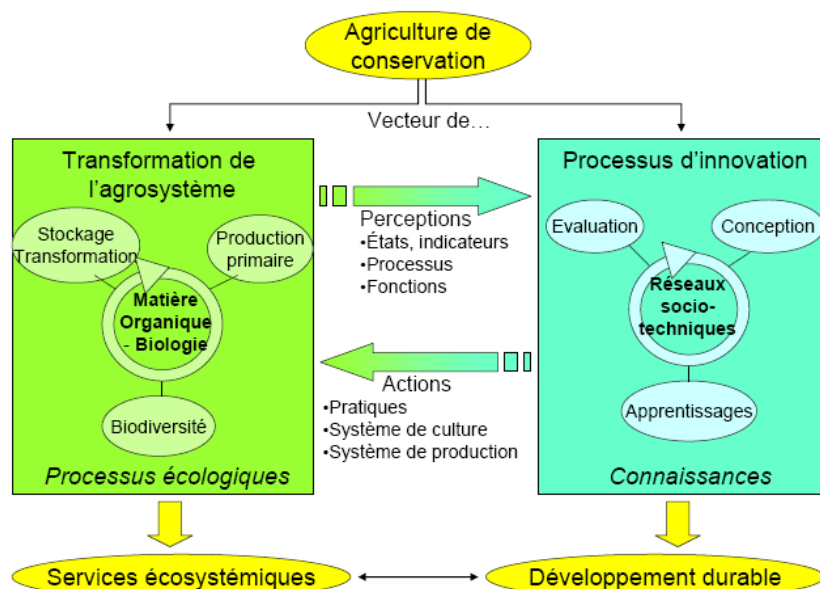 Agriculture de
conservation
Vecteur de…
Transformation de
l'agrosystème
Stockage
Transformation
Production
primaire
Matière
Organique
- Biologie
Biodiversité
Processus écologiques
Perceptions
•États, indicateurs
•Processus
•Fonctions
Actions
•Pratiques
•Système de culture
•Système de production
Processus d'innovation
Evaluation
Conception
Réseaux
socio-
techniques
Apprentissages
Connaissances
Services écosystémiques
Développement durable